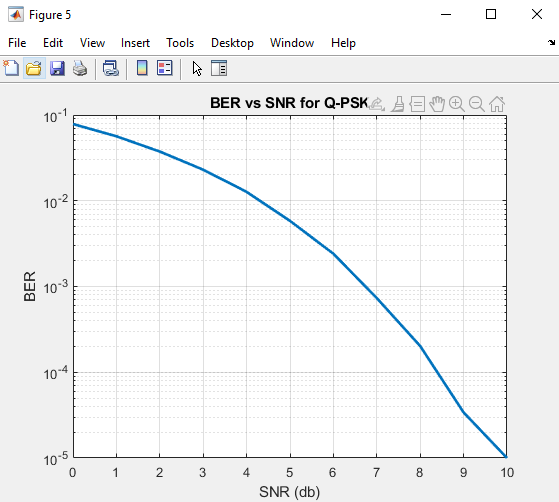 Figure 5
File Edit View Insert Tools Desktop Window Help
BER vs SNR for Q-PSK
10-1
10-2
10-3
10-4
10-5
BER
0 1 2 3 4 5 6 7 8 9 10
SNR (db)